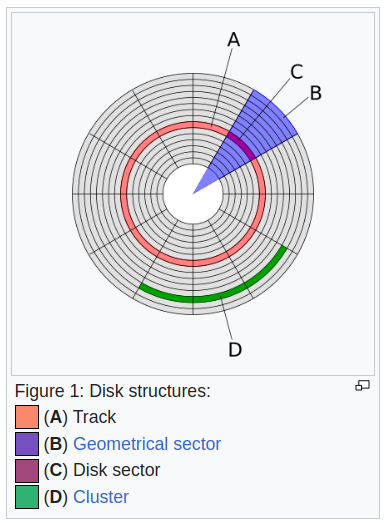 A
C
B
D
Figure 1: Disk structures:
(A) Track
(B) Geometrical sector
(C) Disk sector
(D) Cluster